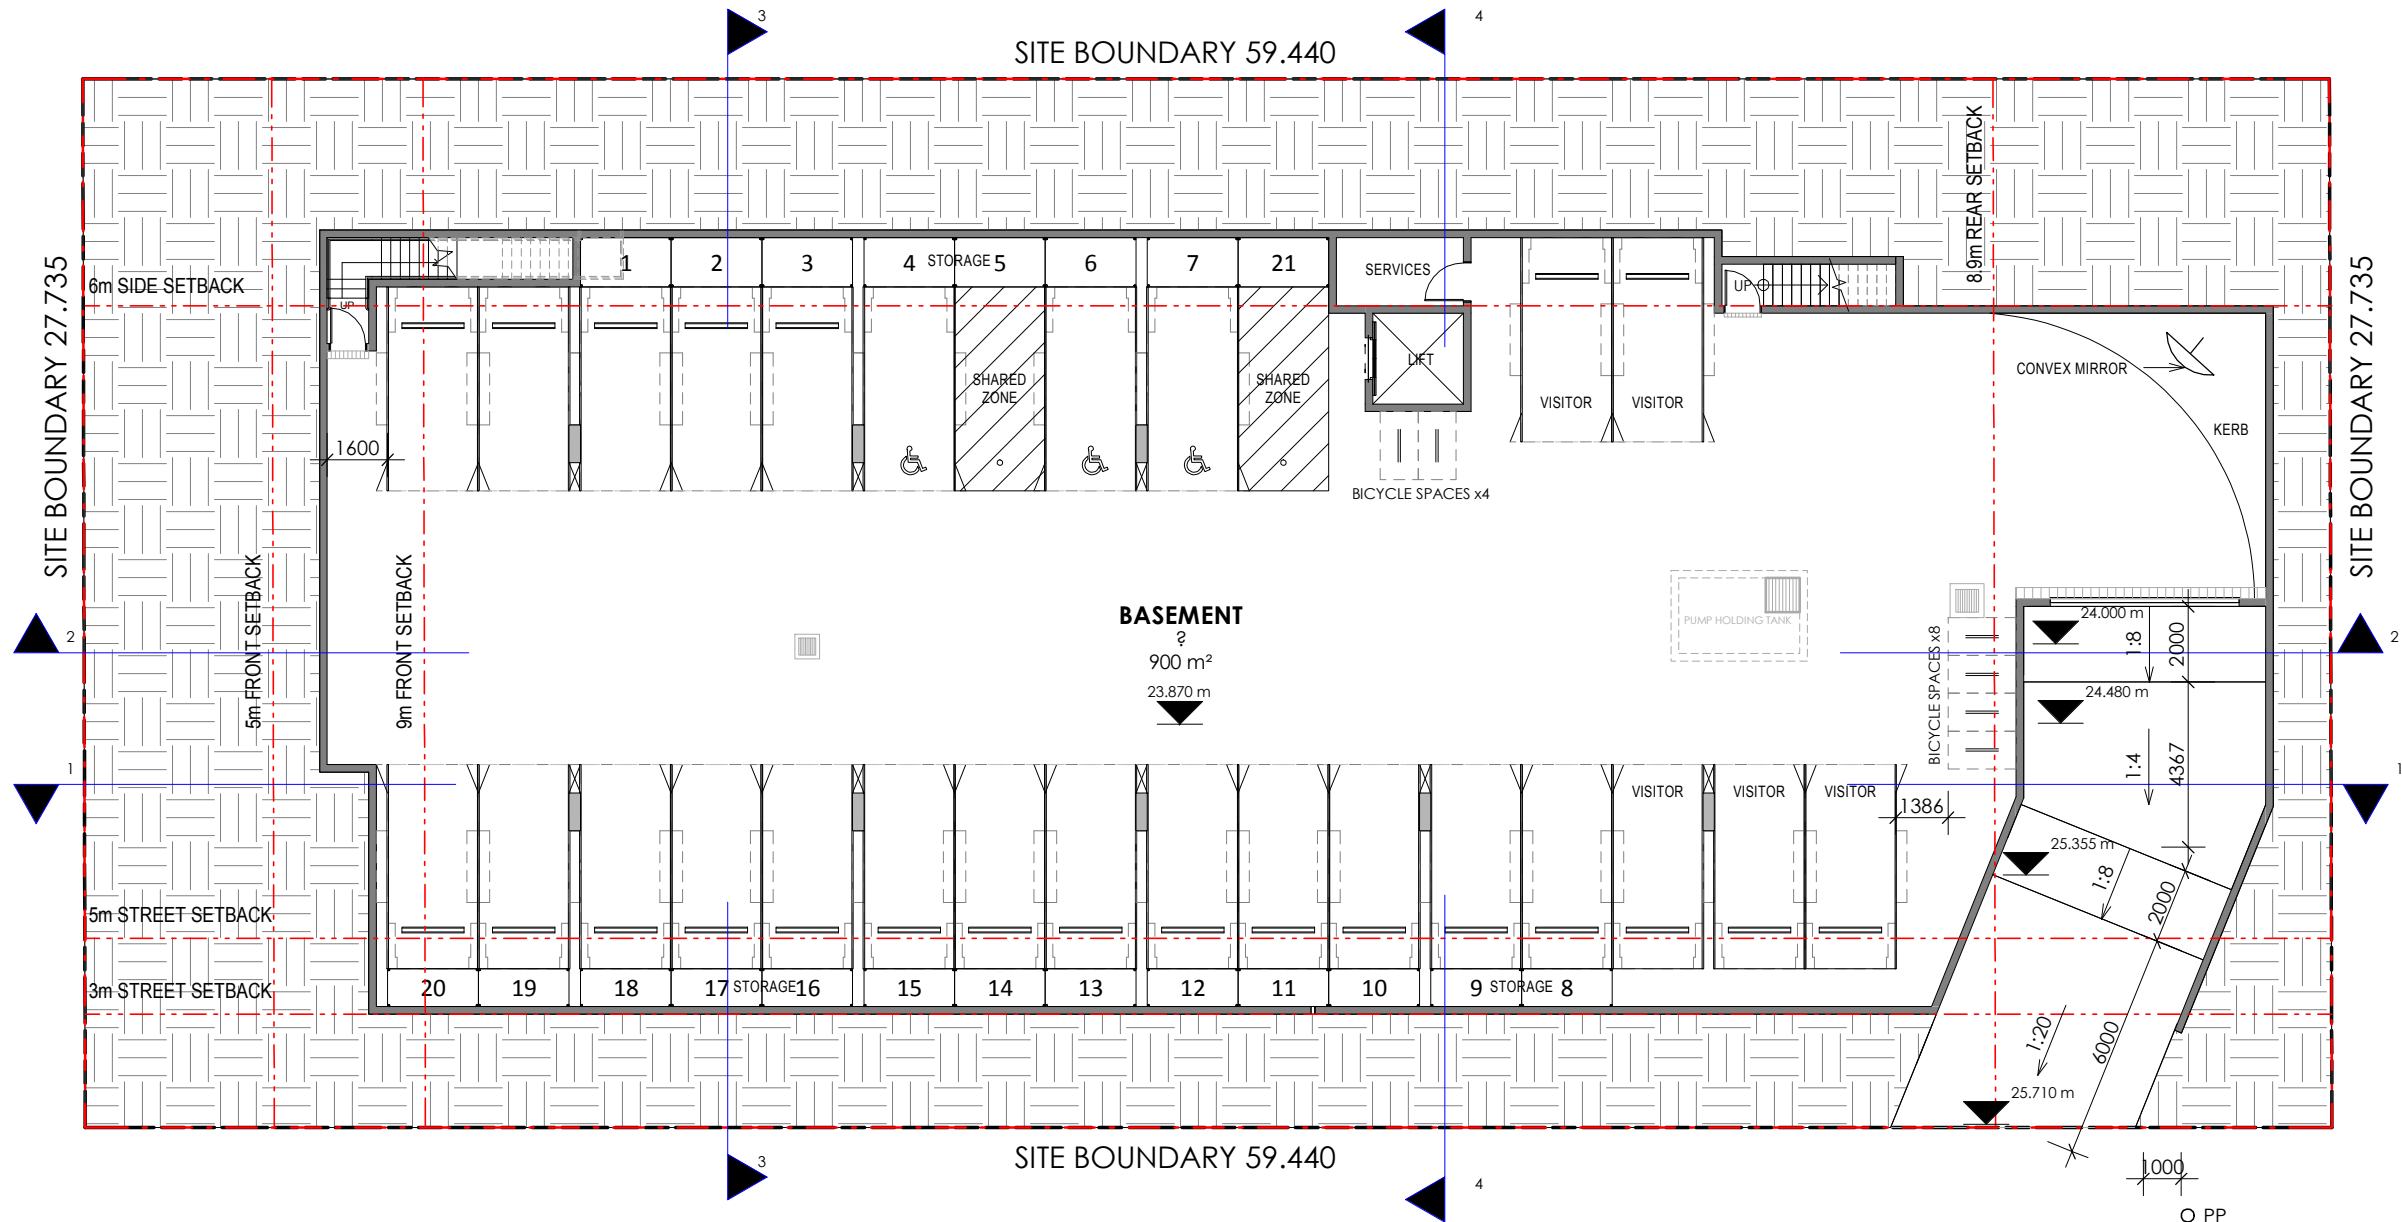 3
4
SITE BOUNDARY 59.440
8.9m REAR SETBACK
SITE BOUNDARY 27.735
SITE BOUNDARY 27.735
6m SIDE SETBACK
1
2
3
4
STORAGE
5
6
7
21
SERVICES
UP
UP
LIFT
CONVEX MIRROR
SHARED
ZONE
SHARED
ZONE
VISITOR
VISITOR
KERB
1600
BICYCLE SPACES x4
5m FRONT SETBACK
9m FRONT SETBACK
BASEMENT
?
900 m²
23.870 m
PUMP HOLDING TANK
BICYCLE SPACES x8
24.000 m
1:8
2000
24.480 m
1:4
4367
2
2
1
1
VISITOR
VISITOR
VISITOR
1386
25.355 m
1:8
2000
5m STREET SETBACK
3m STREET SETBACK
20
19
18
17
STORAGE
16
15
14
13
12
11
10
9
STORAGE
8
1:20
6000
25.710 m
SITE BOUNDARY 59.440
3
4
1000
PP